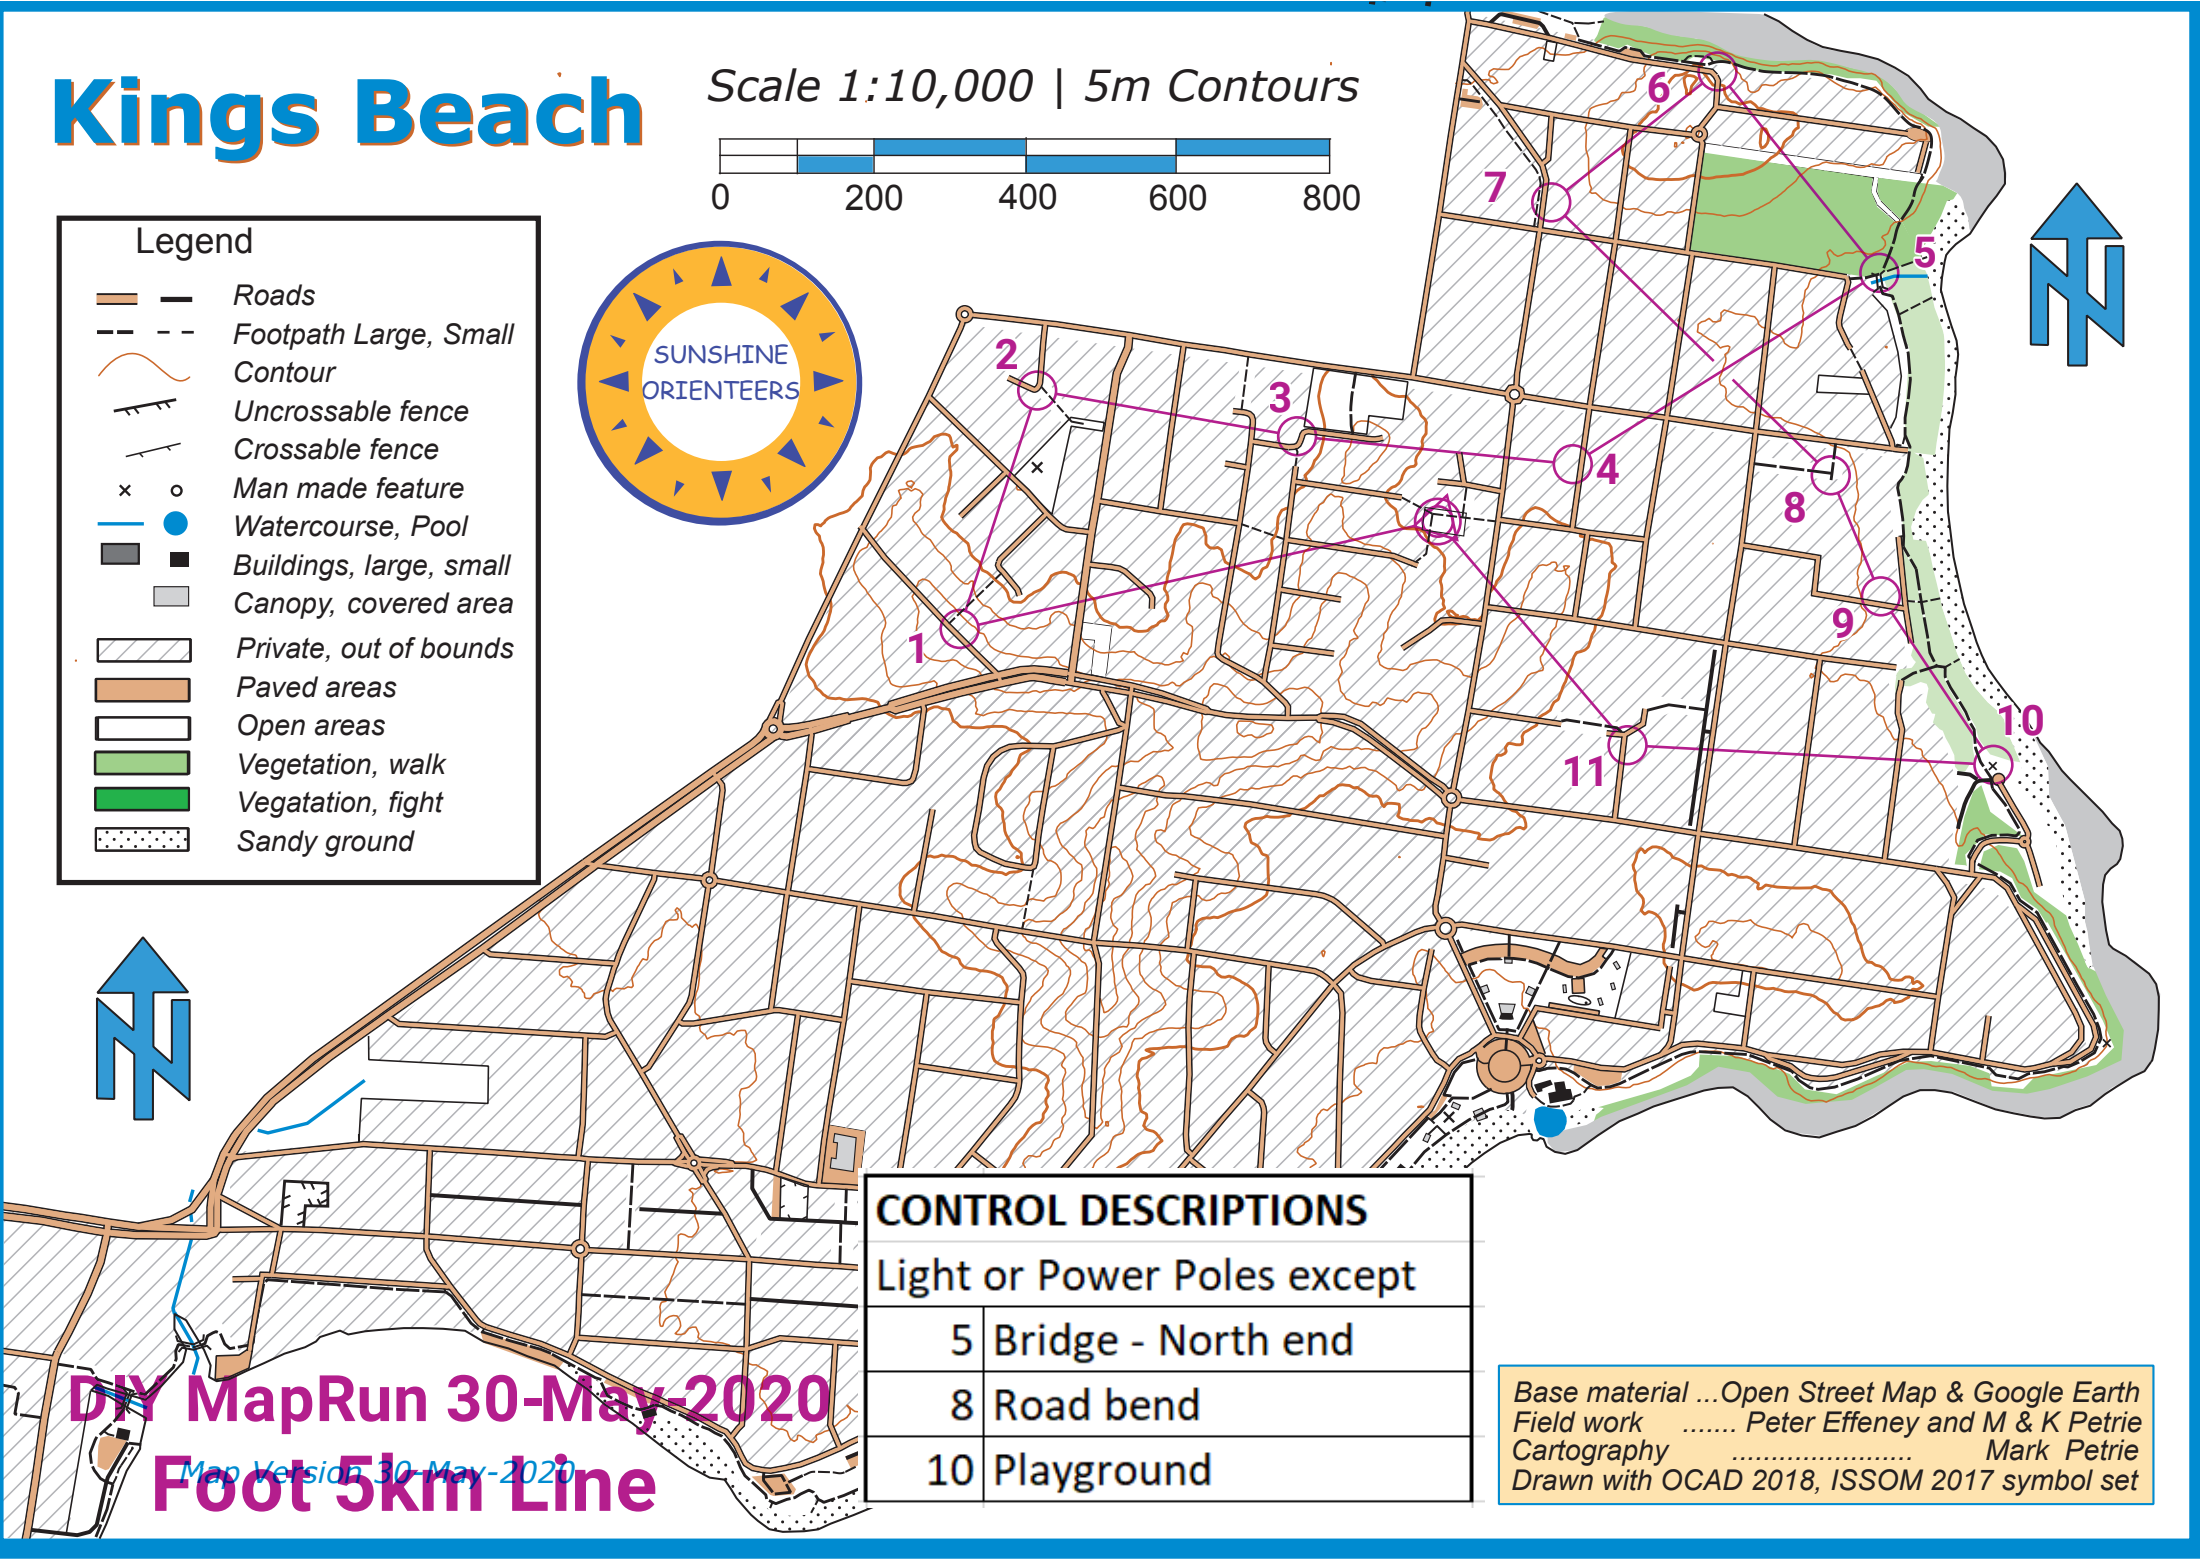 Kings Beach
Scale 1:10,000 | 5m Contours
0 200 400 600 800
Legend
Roads
Footpath Large, Small
Contour
Uncrossable fence
Crossable fence
Man made feature
Watercourse, Pool
Buildings, large, small
Canopy, covered area
Private, out of bounds
Paved areas
Open areas
Vegetation, walk
Vegatation, fight
Sandy ground
SUNSHINE
ORIENTEERS
N
N
6
7
5
2
3
4
8
9
1
10
11
CONTROL DESCRIPTIONS
Light or Power Poles except
5 Bridge - North end
8 Road bend
10 Playground
DIY MapRun 30-May-2020
Map Version 30-May-2020
Foot 5km Line
Base material ...Open Street Map & Google Earth
Field work ....... Peter Effeney and M & K Petrie
Cartography ...................... Mark Petrie
Drawn with OCAD 2018, ISSOM 2017 symbol set